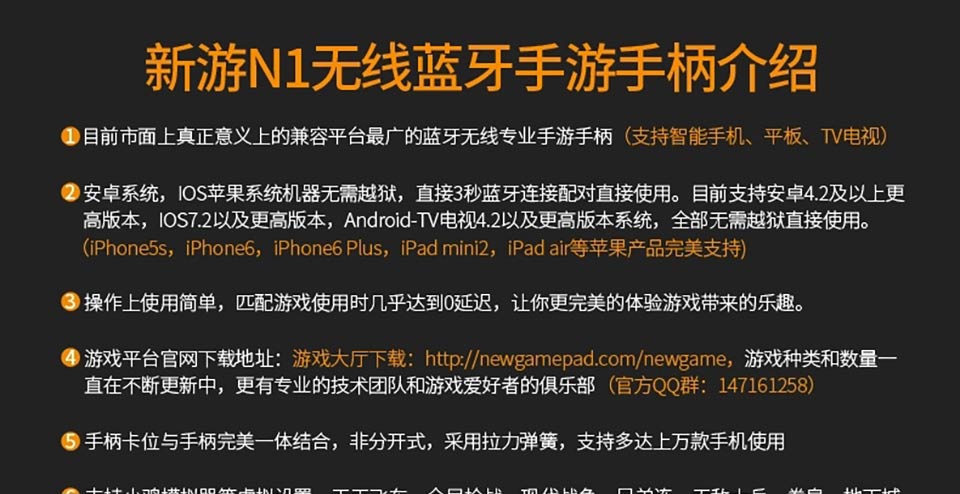 新游N1无线蓝牙手游手柄介绍
1 目前市面上真正意义上的兼容平台最广的蓝牙无线专业手游手柄（支持智能手机、平板、TV电视）
2 安卓系统，IOS苹果系统机器无需越狱，直接3秒蓝牙连接配对直接使用。目前支持安卓4.2及以上更
高版本，IOS7.2以及更高版本，Android-TV电视4.2以及更高版本系统，全部无需越狱直接使用。
（iPhone5s，iPhone6，iPhone6 Plus，iPad mini2，iPad air等苹果产品完美支持)
3 操作上使用简单，匹配游戏使用时几乎达到0延迟，让你更完美的体验游戏带来的乐趣。
4 游戏平台官网下载地址：游戏大厅下载：http://newgamepad.com/newgame，游戏种类和数量一
直在不断更新中，更有专业的技术团队和游戏爱好者的俱乐部（官方QQ群：147161258）
5 手柄卡位与手柄完美一体结合，非分开式，采用拉力弹簧，支持多达上万款手机使用